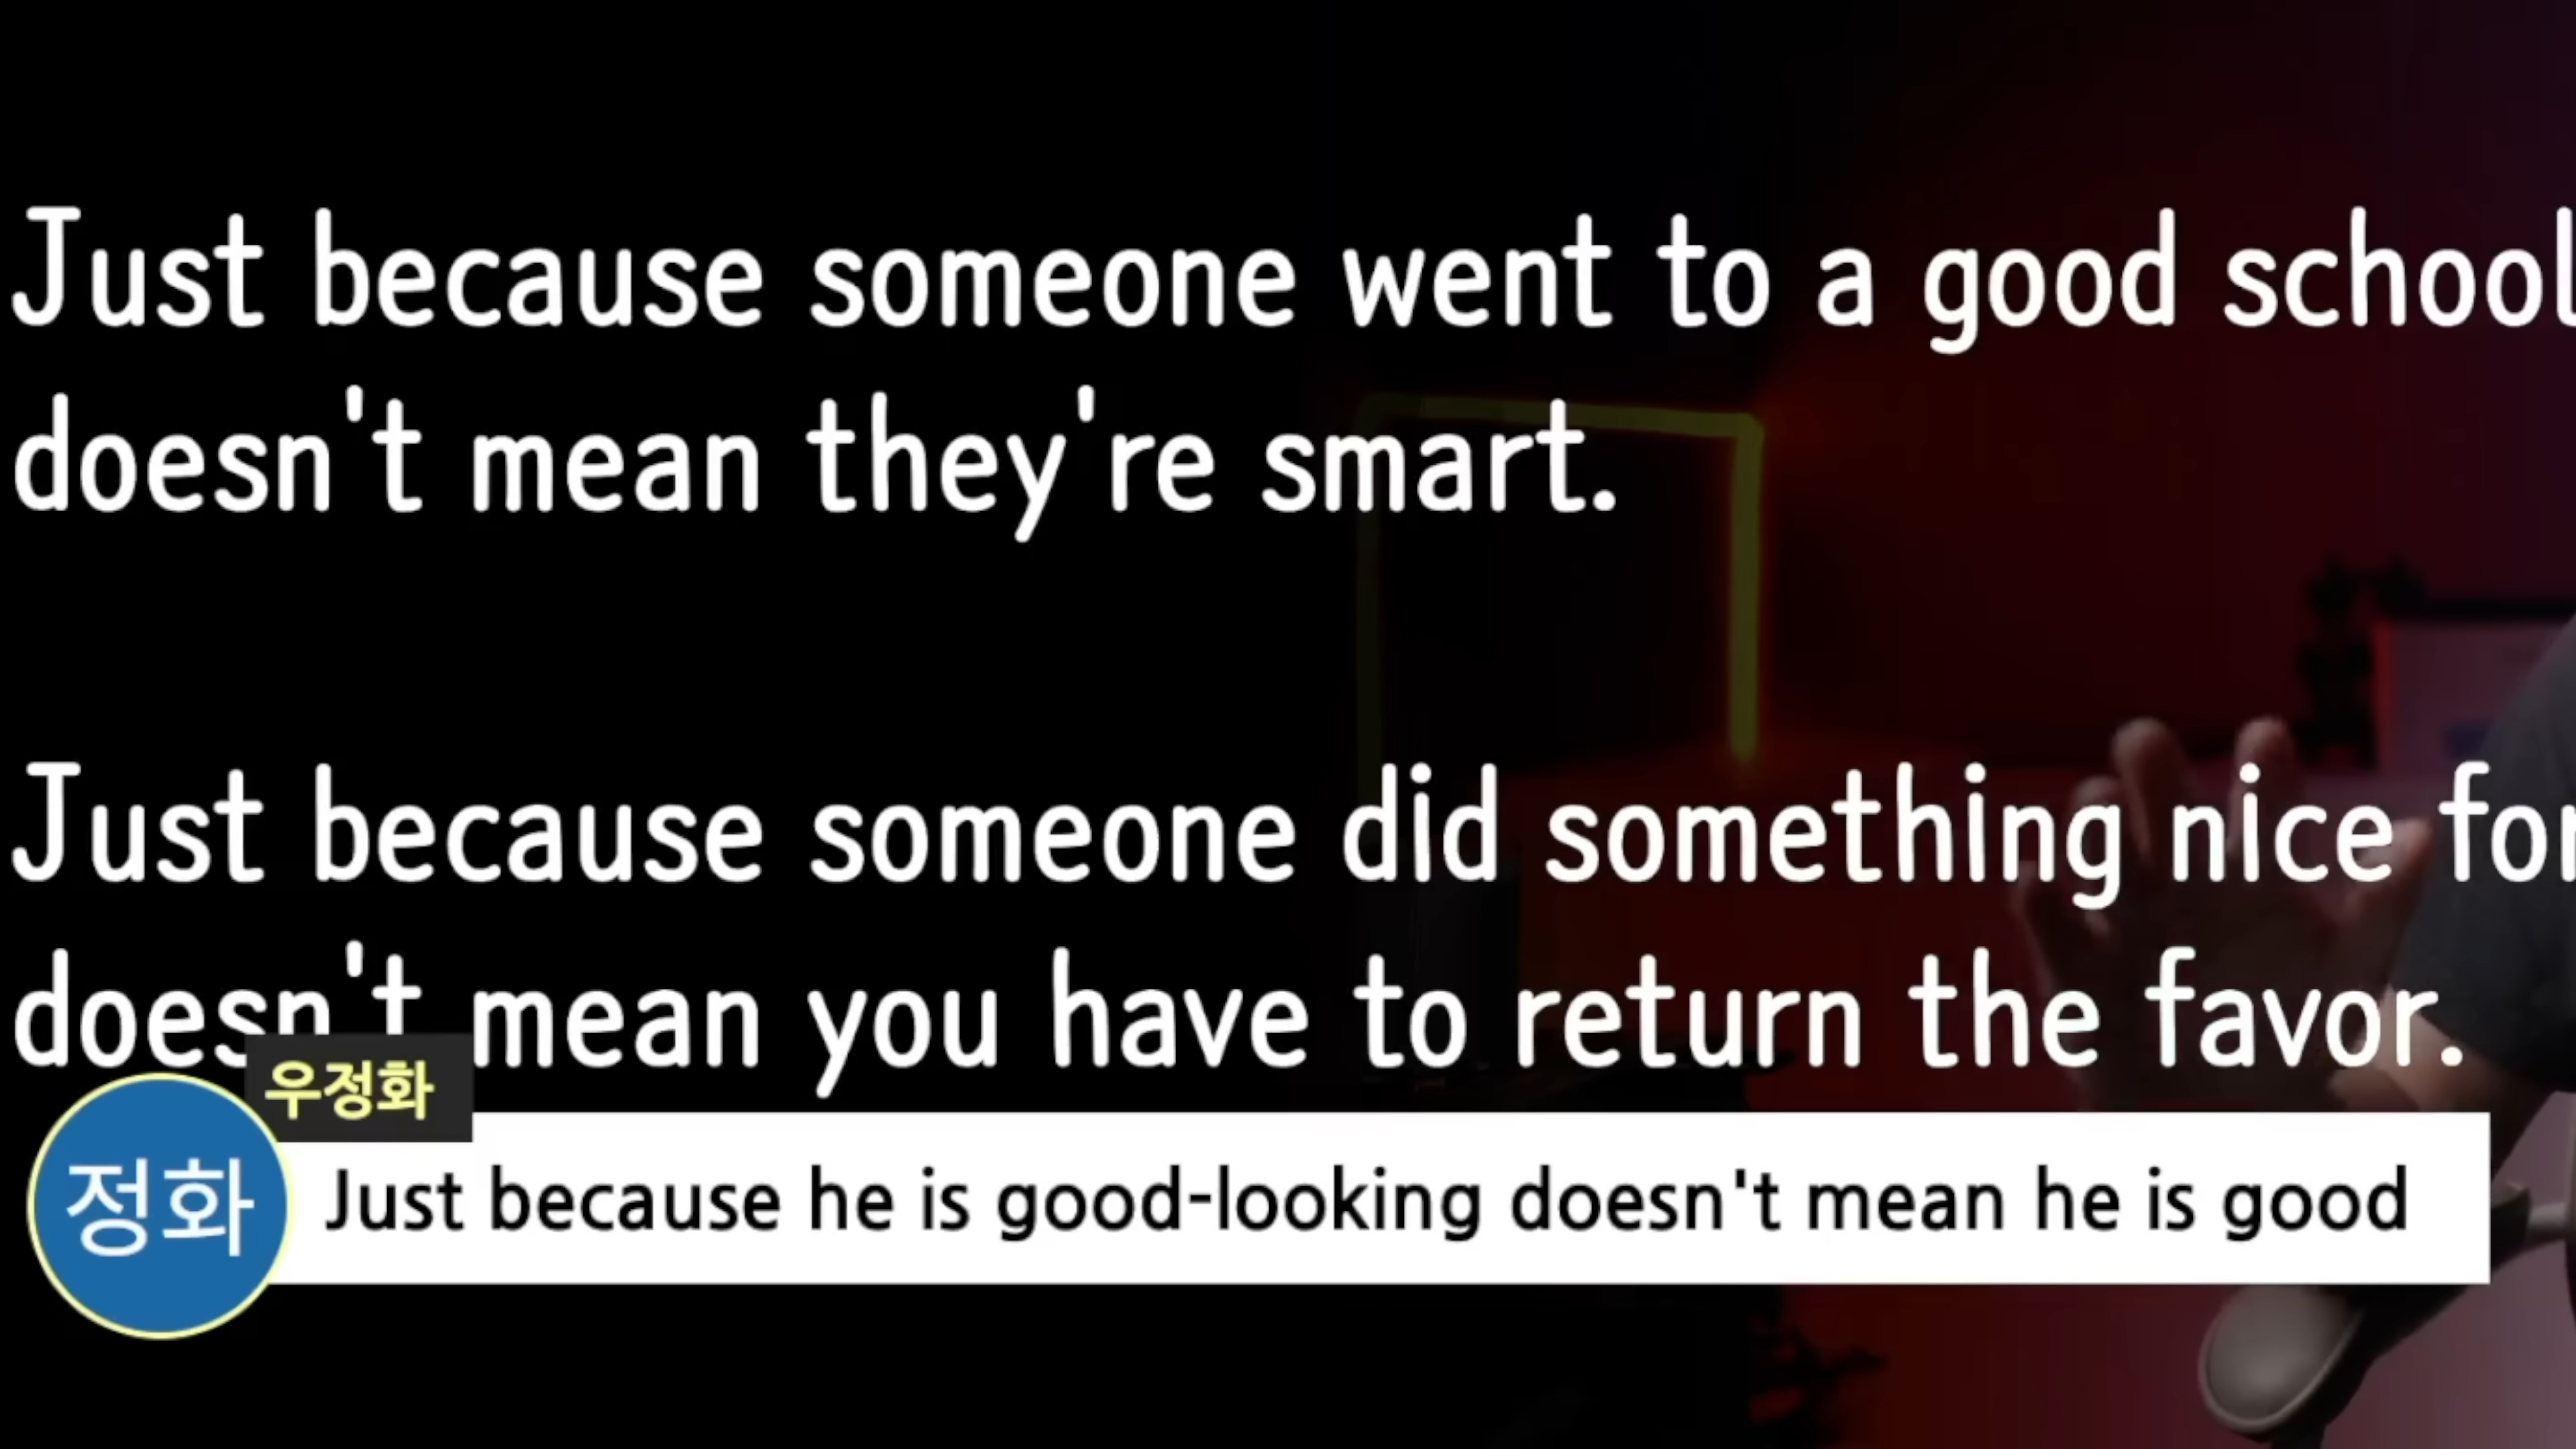 Just because someone went to a good school
doesn't mean they're smart.
Just because someone did something nice for
doesn't mean you have to return the favor.
우정화
정화
Just because he is good-looking doesn't mean he is good